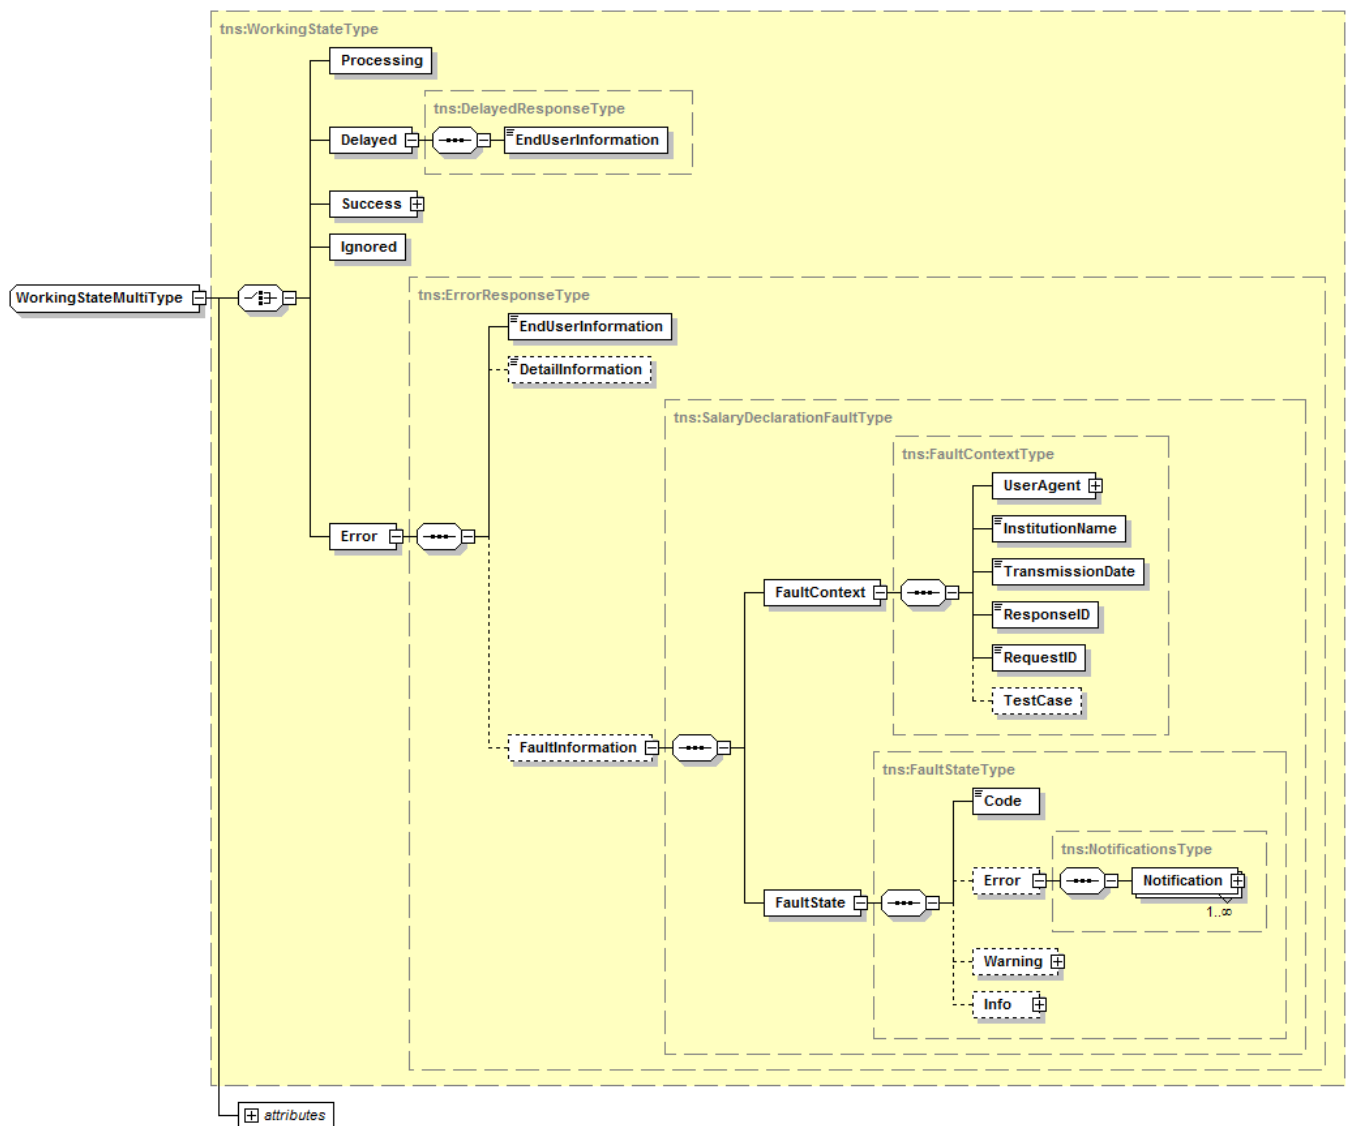 tns:WorkingStateType
Processing
tns:DelayedResponseType
Delayed
EndUserInformation
Success
Ignored
WorkingStateMultiType
tns:ErrorResponseType
EndUserInformation
DetailInformation
tns:SalaryDeclarationFaultType
tns:FaultContextType
UserAgent
InstitutionName
Error
TransmissionDate
FaultContext
ResponseID
RequestID
TestCase
FaultInformation
tns:FaultStateType
Code
tns:NotificationsType
Error
Notification
1..∞
FaultState
Warning
Info
attributes